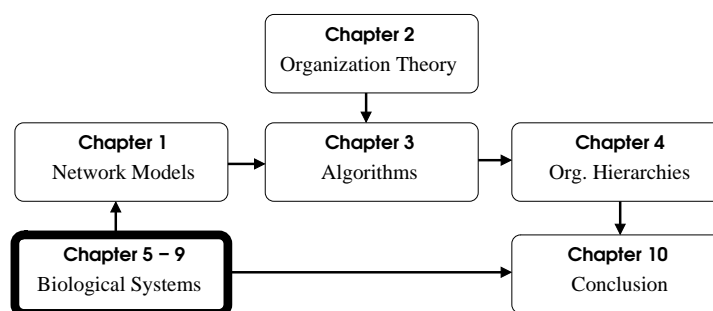 Chapter 2
Organization Theory
Chapter 1
Network Models
Chapter 3
Algorithms
Chapter 4
Org. Hierarchies
Chapter 5 – 9
Biological Systems
Chapter 10
Conclusion